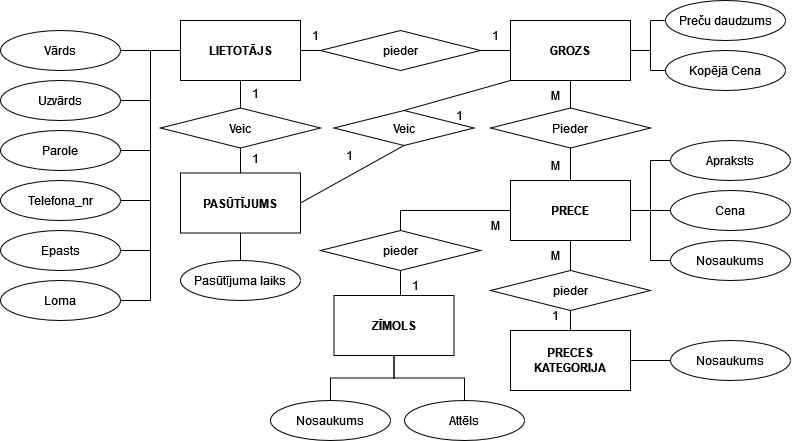 Vārds
Uzvārds
Parole
Telefona_nr
Epasts
Loma
LIETOTĀJS
1
pieder
1
GROZS
Preču daudzums
Kopējā Cena
1
Veic
1
PASŪTĪJUMS
Pasūtījuma laiks
1
Veic
1
M
Pieder
M
PRECE
Apraksts
Cena
Nosaukums
M
pieder
1
ZĪMOLS
Nosaukums
Attēls
M
pieder
1
PRECES
KATEGORIJA
Nosaukums